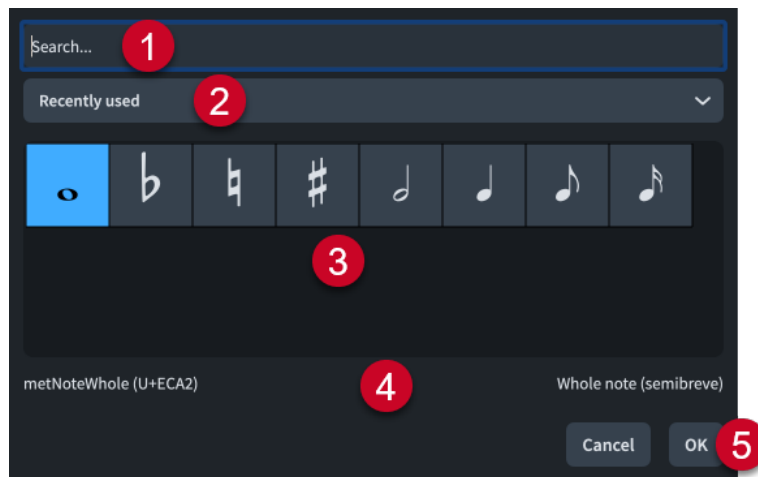 Search... 1
Recently used 2
3
metNoteWhole (U+ECA2) 4 Whole note (semibreve)
Cancel OK 5